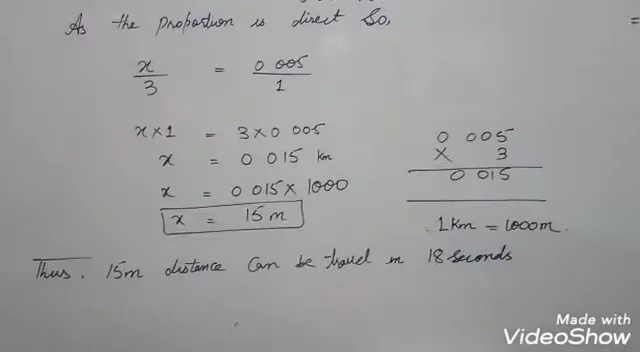 As the proportion is direct So,
x/3 = 0 005/1
x×1 = 3×0 005
x = 0 015 km
x = 0 015 × 1000
x = 15 m
0 005
× 3
0 015
1 Km = 1000m.
Thus, 15m distance can be travel in 18 seconds
=
Made with
VideoShow